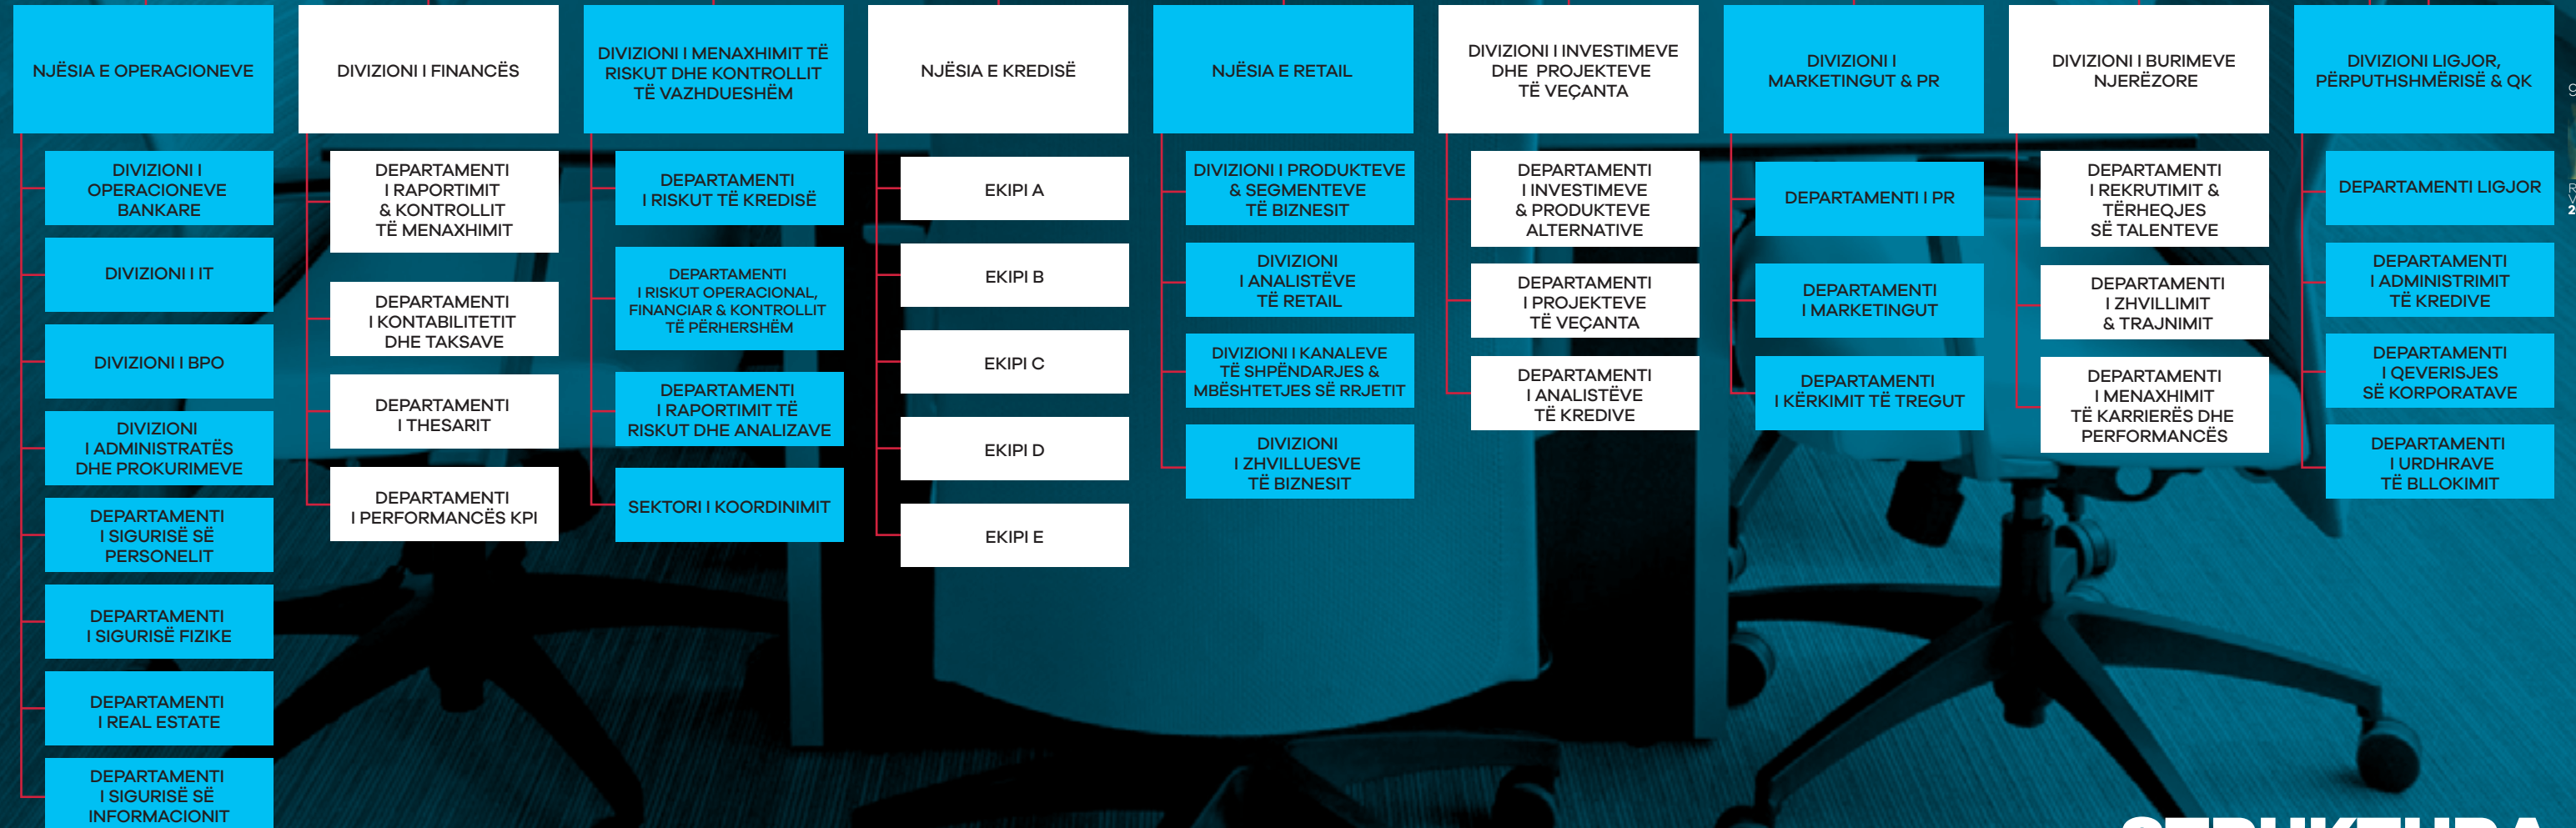 NJËSIA E OPERACIONEVE
DIVIZIONI I
OPERACIONEVE
BANKARE
DIVIZIONI I IT
DIVIZIONI I BPO
DIVIZIONI
I ADMINISTRATËS
DHE PROKURIMEVE
DEPARTAMENTI
I SIGURISË SË
PERSONELIT
DEPARTAMENTI
I SIGURISË FIZIKE
DEPARTAMENTI
I REAL ESTATE
DEPARTAMENTI
I SIGURISË SË
INFORMACIONIT
DIVIZIONI I FINANCËS
DEPARTAMENTI
I RAPORTIMIT
& KONTROLLIT
TË MENAXHIMIT
DEPARTAMENTI
I KONTABILITETIT
DHE TAKSAVE
DEPARTAMENTI
I THESARIT
DEPARTAMENTI
I PERFORMANCËS KPI
DIVIZIONI I MENAXHIMIT TË
RISKUT DHE KONTROLLIT
TË VAZHDUESHËM
DEPARTAMENTI
I RISKUT TË KREDISË
DEPARTAMENTI
I RISKUT OPERACIONAL,
FINANCIAR & KONTROLLIT
TË PËRHERSHËM
DEPARTAMENTI
I RAPORTIMIT TË
RISKUT DHE ANALIZAVE
SEKTORI I KOORDINIMIT
NJËSIA E KREDISË
EKIPI A
EKIPI B
EKIPI C
EKIPI D
EKIPI E
NJËSIA E RETAIL
DIVIZIONI I PRODUKTEVE
& SEGMENTEVE
TË BIZNESIT
DIVIZIONI
I ANALISTËVE
TË RETAIL
DIVIZIONI I KANALEVE
TË SHPËNDARJES &
MBËSHTETJES SË RRJETIT
DIVIZIONI
I ZHVILLUESVE
TË BIZNESIT
DIVIZIONI I INVESTIMEVE
DHE PROJEKTEVE
TË VEÇANTA
DEPARTAMENTI
I INVESTIMEVE
& PRODUKTEVE
ALTERNATIVE
DEPARTAMENTI
I PROJEKTEVE
TË VEÇANTA
DEPARTAMENTI
I ANALISTËVE
TË KREDIVE
DIVIZIONI I
MARKETINGUT & PR
DEPARTAMENTI I PR
DEPARTAMENTI
I MARKETINGUT
DEPARTAMENTI
I KËRKIMIT TË TREGUT
DIVIZIONI I BURIMEVE
NJERËZORE
DEPARTAMENTI
I REKRUTIMIT &
TËRHEQJES
SË TALENTEVE
DEPARTAMENTI
I ZHVILLIMIT
& TRAJNIMIT
DEPARTAMENTI
I MENAXHIMIT
TË KARRIERËS DHE
PERFORMANCËS
DIVIZIONI LIGJOR,
PËRPUTHSHMËRISË & QK
DEPARTAMENTI LIGJOR
DEPARTAMENTI
I ADMINISTRIMIT
TË KREDIVE
DEPARTAMENTI
I QEVERISJES
SË KORPORATAVE
DEPARTAMENTI
I URDHRAVE
TË BLLOKIMIT